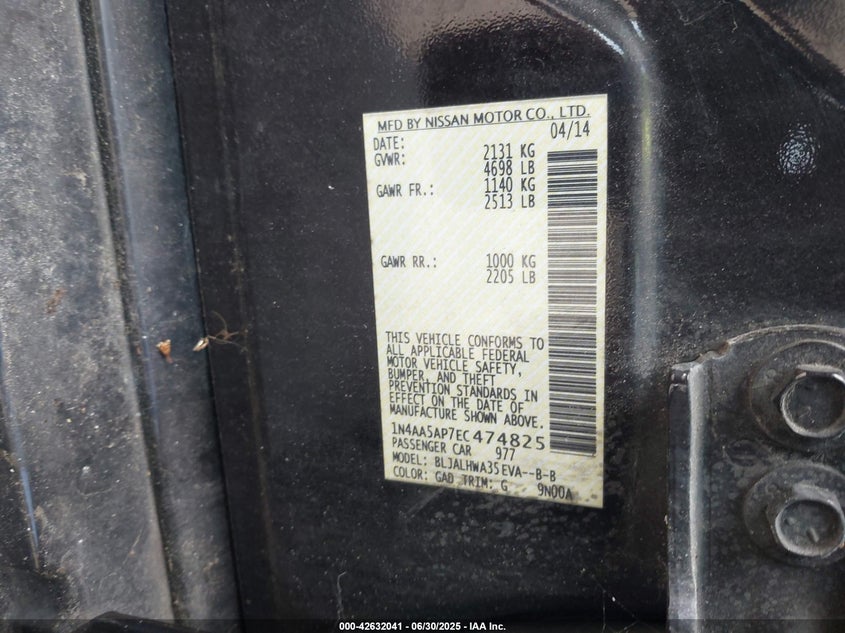 MFD BY NISSAN MOTOR CO., LTD.
DATE: 04/14
GVWR: 2131 KG
4698 LB
GAWR FR.: 1140 KG
2513 LB
GAWR RR.: 1000 KG
2205 LB
THIS VEHICLE CONFORMS TO
ALL APPLICABLE FEDERAL
MOTOR VEHICLE SAFETY,
BUMPER, AND THEFT
PREVENTION STANDARDS IN
EFFECT ON THE DATE OF
MANUFACTURE SHOWN ABOVE.
1N4AA5AP7EC474825
PASSENGER CAR 977
MODEL: BLJALHWA35EVA--B-B
COLOR: GAD TRIM: G 9N00A
000-42632041 - 06/30/2025 - IAA Inc.